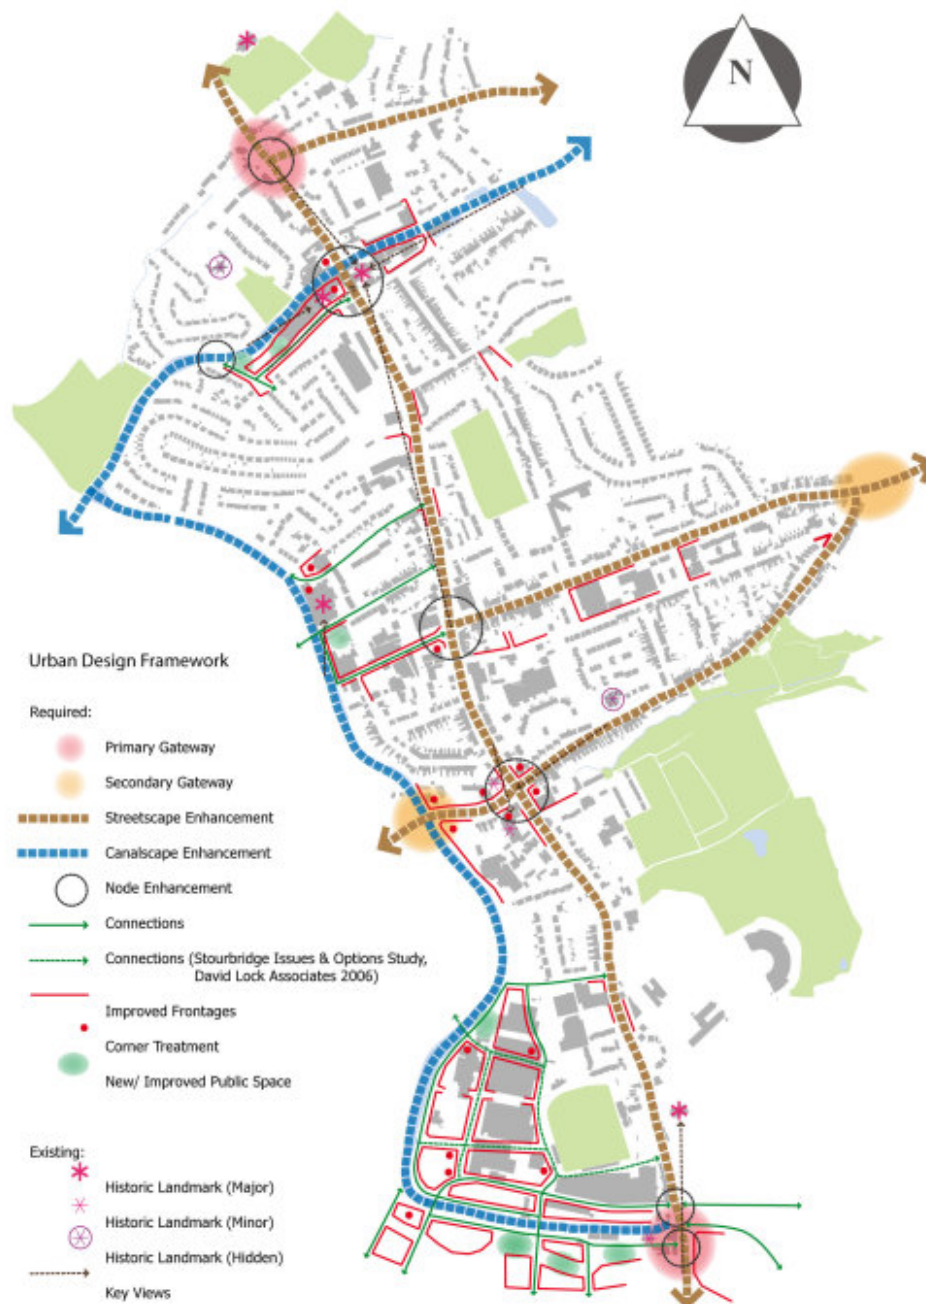 N
Urban Design Framework
Required:
Primary Gateway
Secondary Gateway
Streetscape Enhancement
Canalscape Enhancement
Node Enhancement
Connections
Connections (Stourbridge Issues & Options Study,
David Lock Associates 2006)
Improved Frontages
Corner Treatment
New/ Improved Public Space
Existing:
Historic Landmark (Major)
Historic Landmark (Minor)
Historic Landmark (Hidden)
Key Views